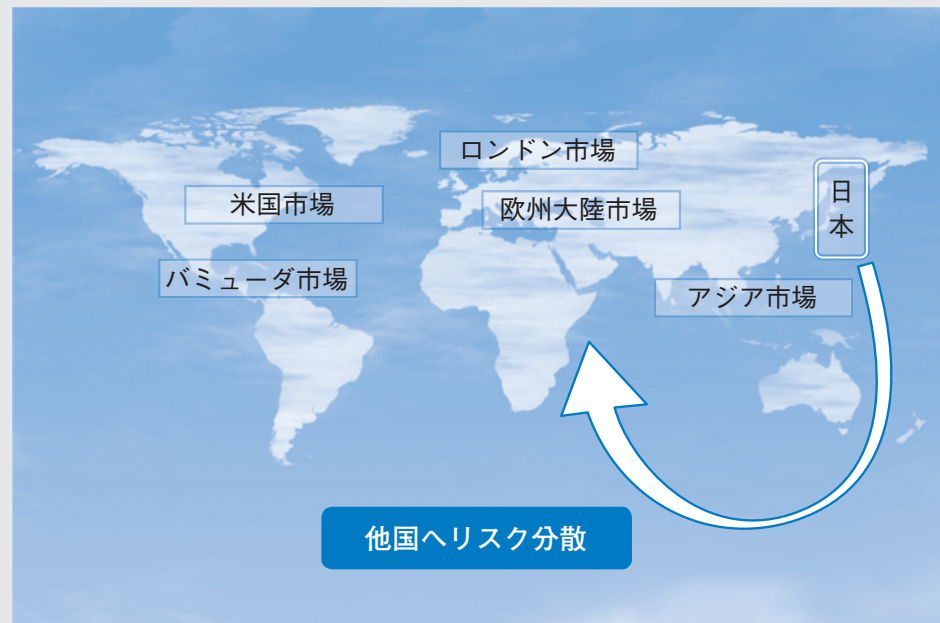 ロンドン市場
米国市場
欧州大陸市場
日
本
バミューダ市場
アジア市場
他国へリスク分散